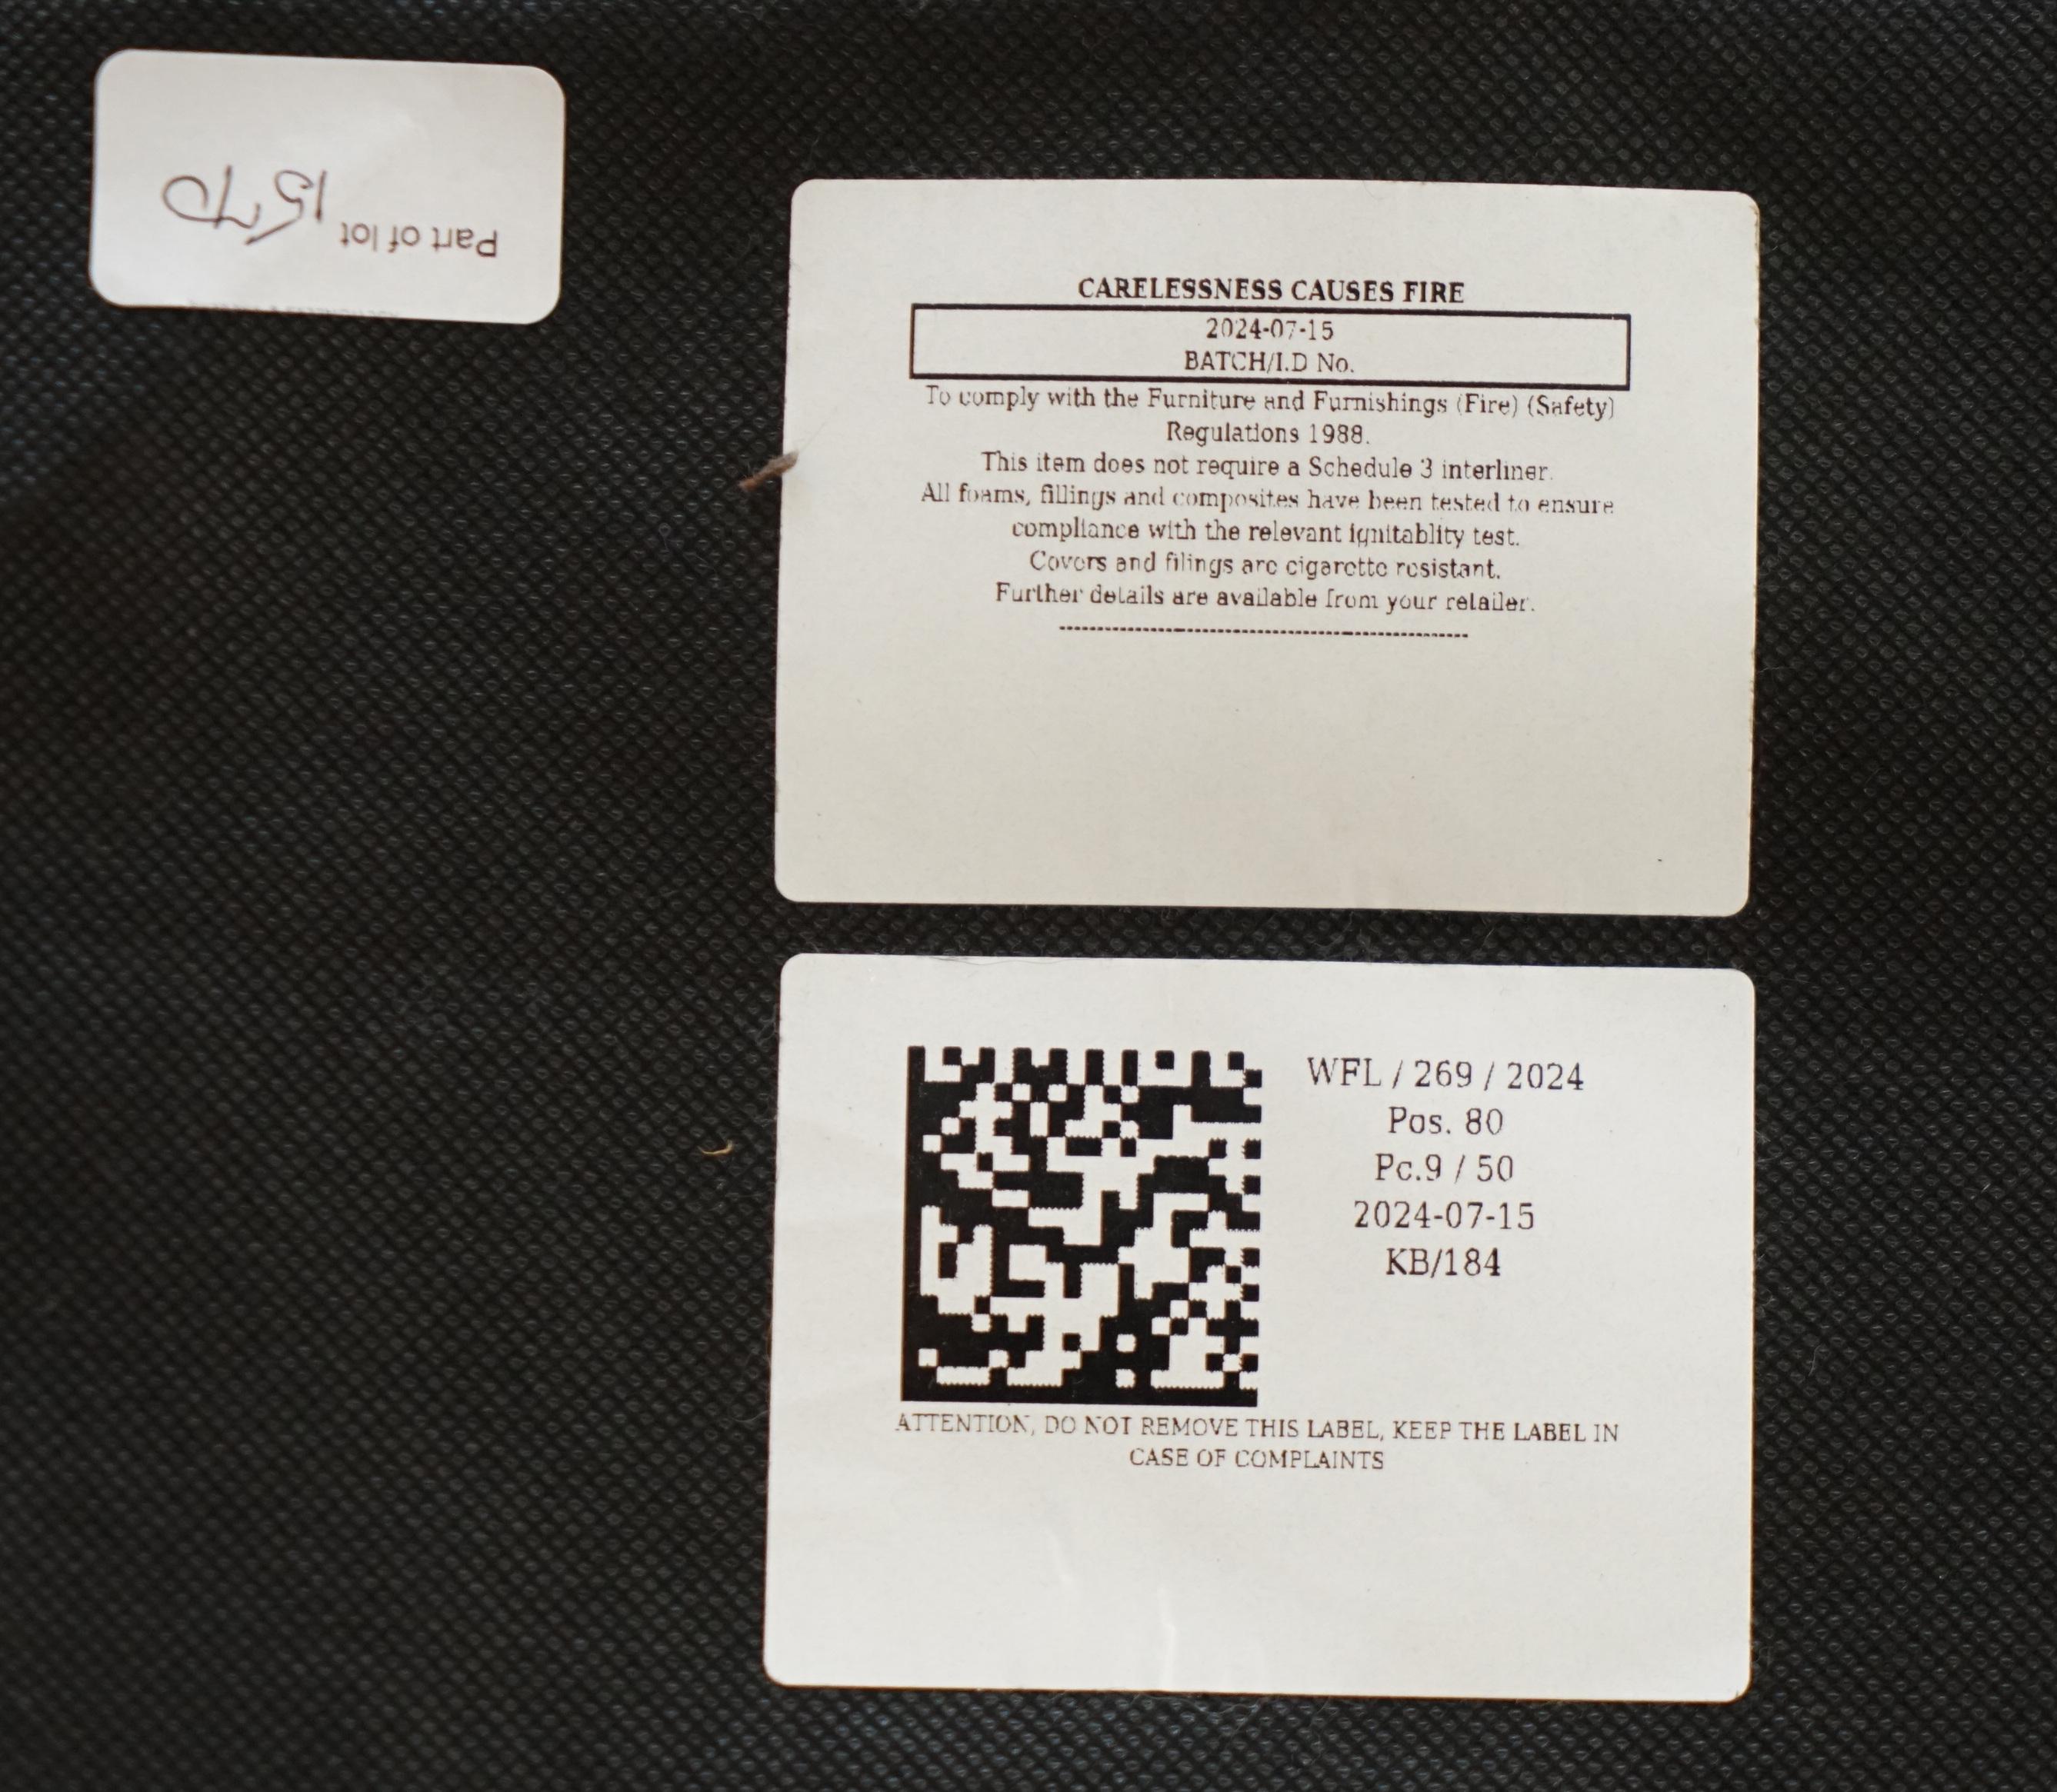 Part of lot 1570
CARELESSNESS CAUSES FIRE
2024-07-15
BATCH/I.D No.
To comply with the Furniture and Furnishings (Fire) (Safety)
Regulations 1988.
This item does not require a Schedule 3 interliner.
All foams, fillings and composites have been tested to ensure
compliance with the relevant ignitablity test.
Covers and filings are cigarette resistant.
Further details are available from your retailer.
WFL / 269 / 2024
Pos. 80
Pc.9 / 50
2024-07-15
KB/184
ATTENTION, DO NOT REMOVE THIS LABEL, KEEP THE LABEL IN
CASE OF COMPLAINTS